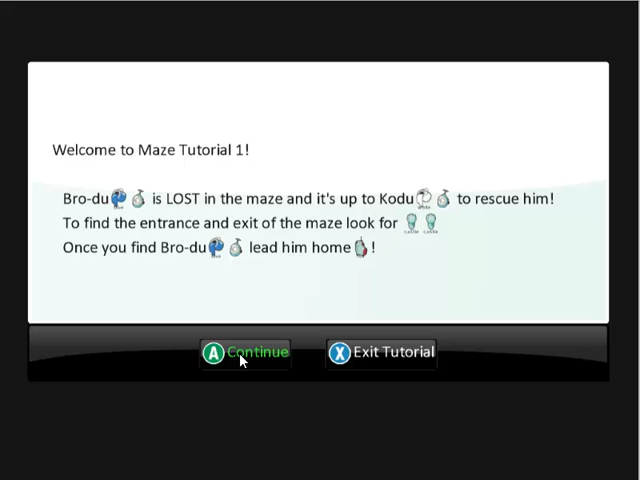 Welcome to Maze Tutorial 1!
Bro-du is LOST in the maze and it's up to Kodu to rescue him!
To find the entrance and exit of the maze look for
Once you find Bro-du lead him home !
A Continue X Exit Tutorial